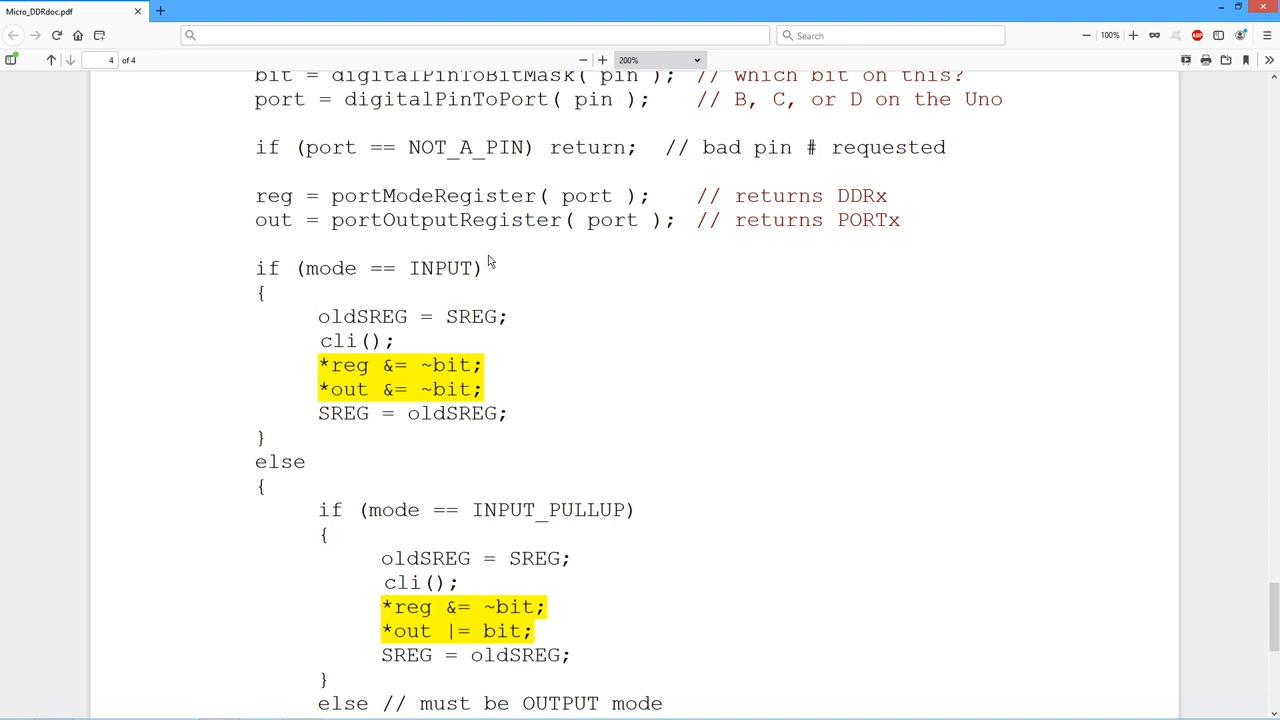 Micro_DDRdoc.pdf
100%
Search
4 of 4
200%
bit = digitalPinToBitMask( pin ); // which bit on this?
port = digitalPinToPort( pin ); // B, C, or D on the Uno
if (port == NOT_A_PIN) return; // bad pin # requested
reg = portModeRegister( port ); // returns DDRx
out = portOutputRegister( port ); // returns PORTx
if (mode == INPUT)
{
oldSREG = SREG;
cli();
*reg &= ~bit;
*out &= ~bit;
SREG = oldSREG;
}
else
{
if (mode == INPUT_PULLUP)
{
oldSREG = SREG;
cli();
*reg &= ~bit;
*out |= bit;
SREG = oldSREG;
}
else // must be OUTPUT mode